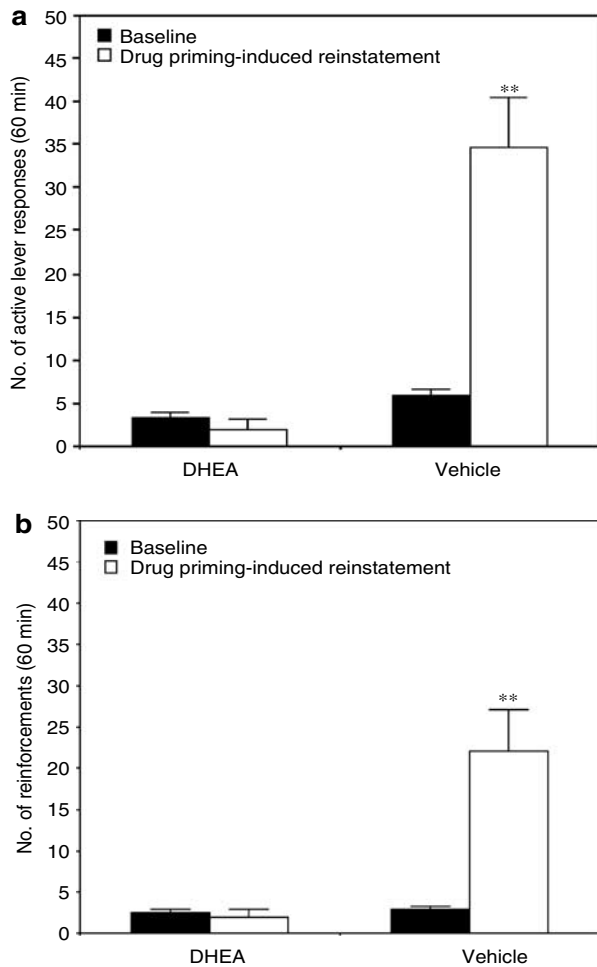 a
50
■ Baseline
□ Drug priming-induced reinstatement
45
**
40
35
30
25
20
15
10
5
0
No. of active lever responses (60 min)
DHEA Vehicle
b
50
■ Baseline
□ Drug priming-induced reinstatement
45
40
35
30
**
25
20
15
10
5
0
No. of reinforcements (60 min)
DHEA Vehicle